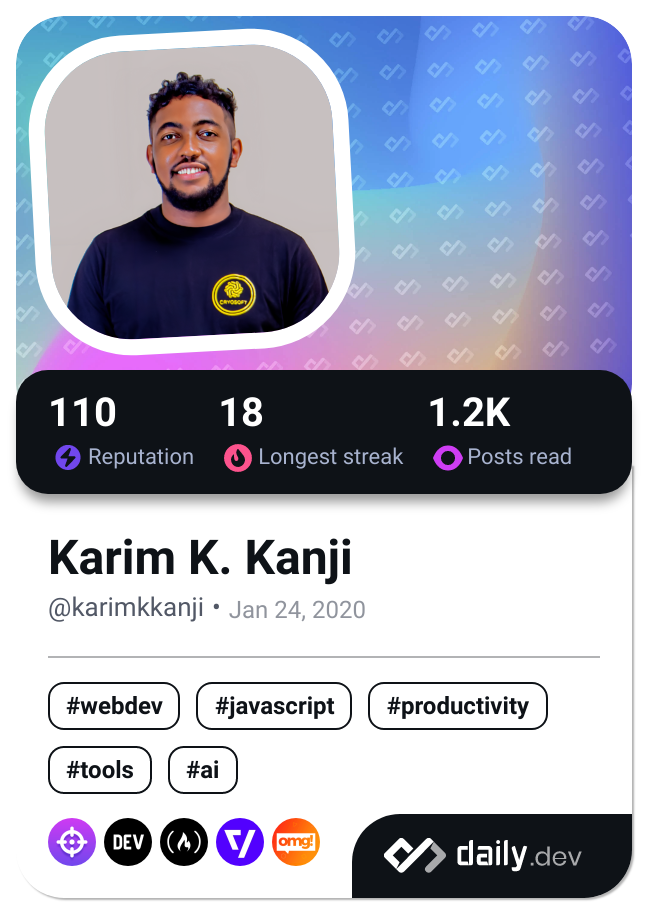 CRYOSOFT
110
18
1.2K
Reputation
Longest streak
Posts read
Karim K. Kanji
@karimkkanji • Jan 24, 2020
#webdev
#javascript
#productivity
#tools
#ai
DEV
omg!
daily.dev